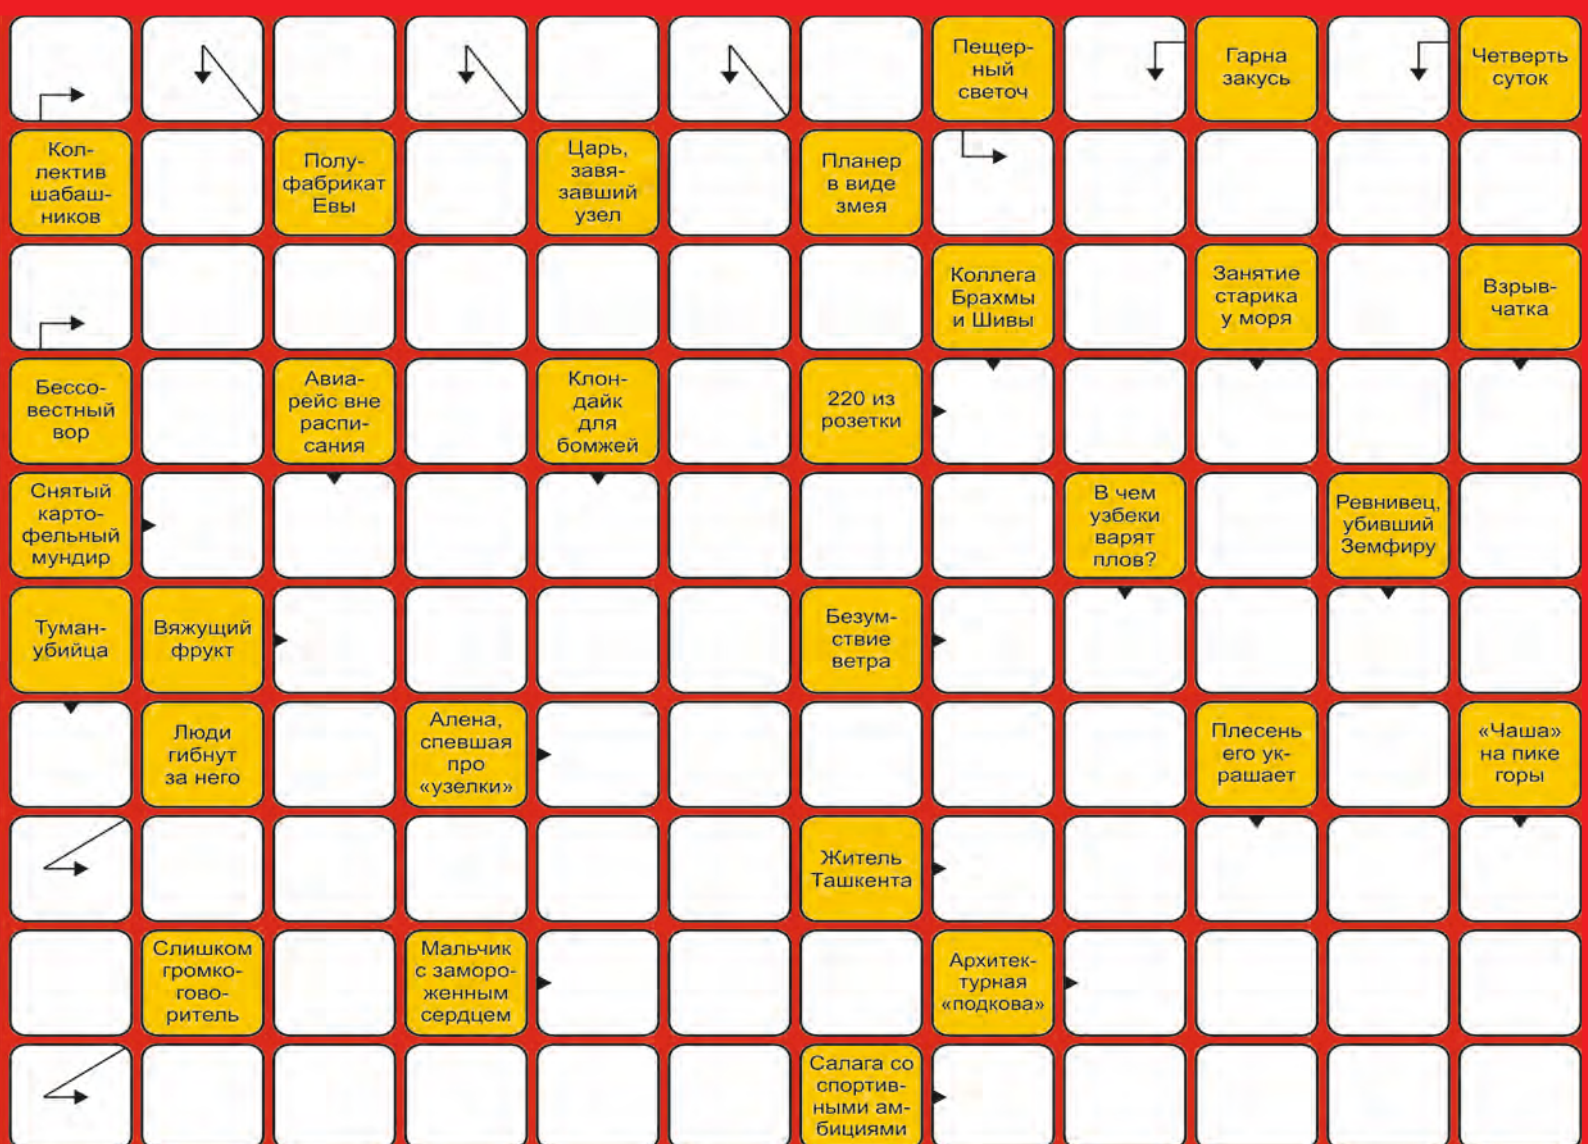 Пещер-
ный
светоч
Гарна
закусь
Четверть
суток
Кол-
лектив
шабаш-
ников
Полу-
фабрикат
Евы
Царь,
завя-
завший
узел
Планер
в виде
змея
Коллега
Брахмы
и Шивы
Занятие
старика
у моря
Взрыв-
чатка
Бессо-
вестный
вор
Авиа-
рейс вне
распи-
сания
Клон-
дайк
для
бомжей
220 из
розетки
Снятый
карто-
фельный
мундир
В чем
узбеки
варят
плов?
Ревнивец,
убивший
Земфиру
Туман-
убийца
Вяжущий
фрукт
Безум-
ствие
ветра
Люди
гибнут
за него
Алена,
спевшая
про
«узелки»
Плесень
его ук-
рашает
«Чаша»
на пике
горы
Житель
Ташкента
Слишком
громко-
гово-
ритель
Мальчик
с заморо-
женным
сердцем
Архитек-
турная
«подкова»
Салага со
спортив-
ными ам-
бициями